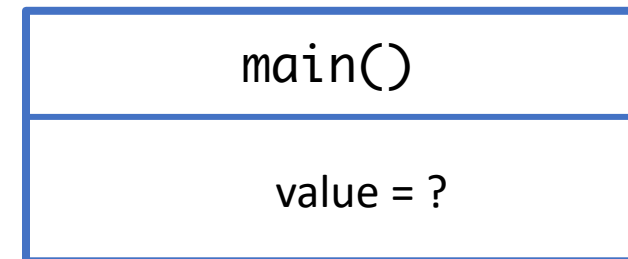 main()
value = ?